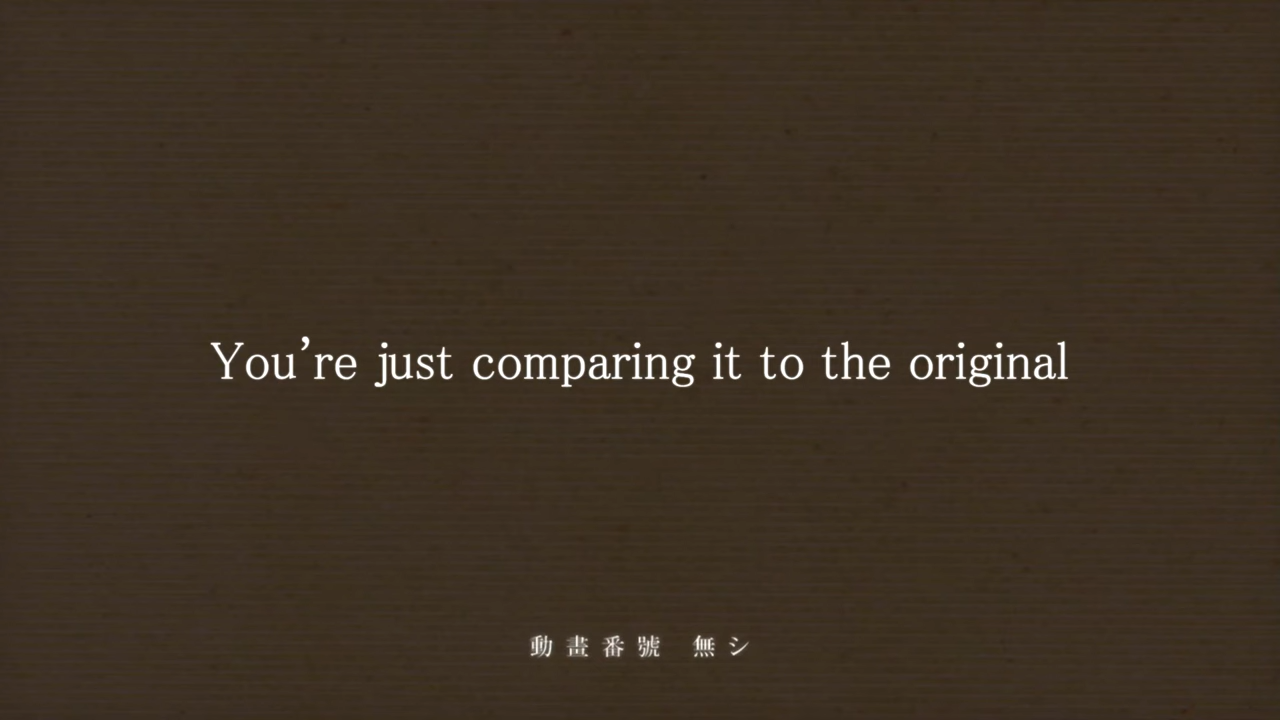 You’re just comparing it to the original
動畫番號 無シ